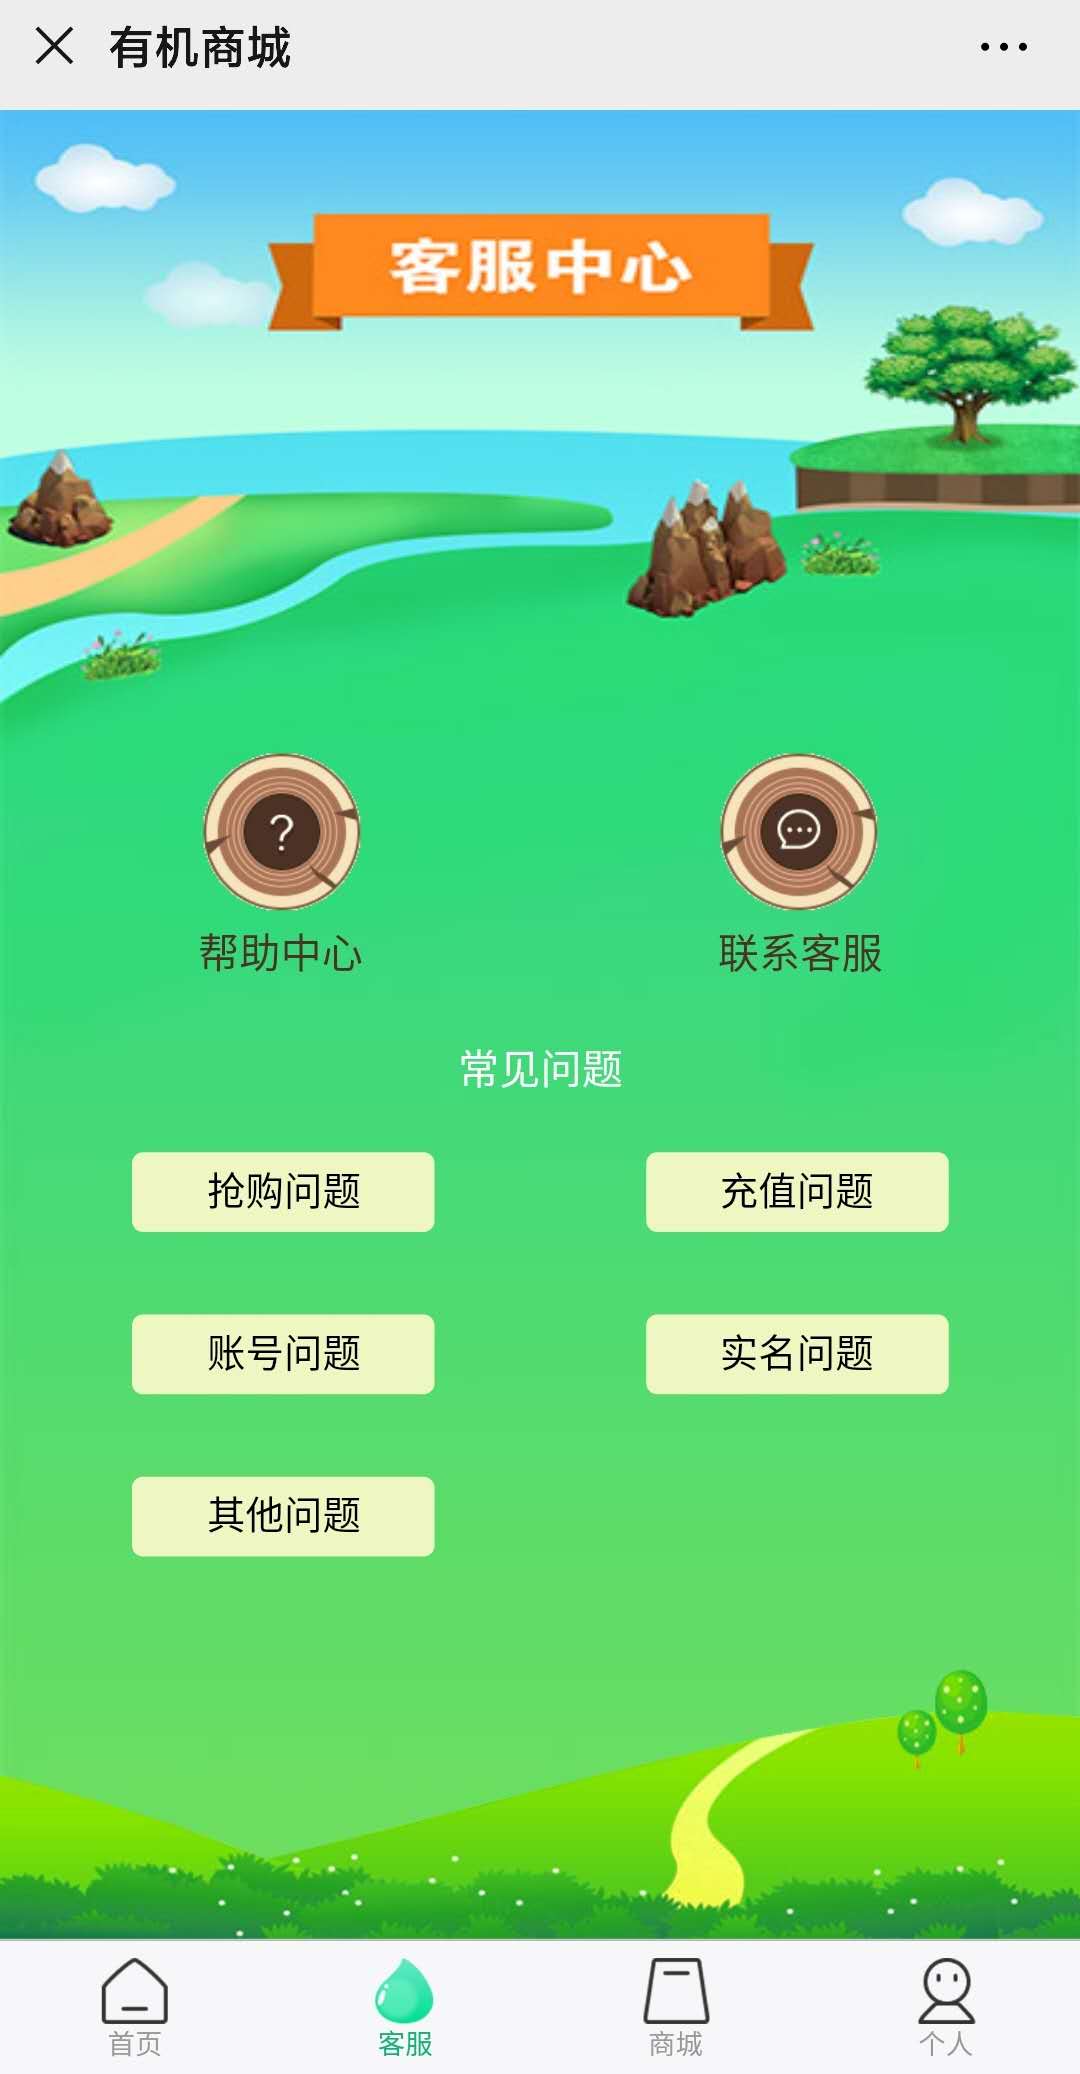 有机商城
客服中心
帮助中心
联系客服
常见问题
抢购问题
充值问题
账号问题
实名问题
其他问题
首页
客服
商城
个人